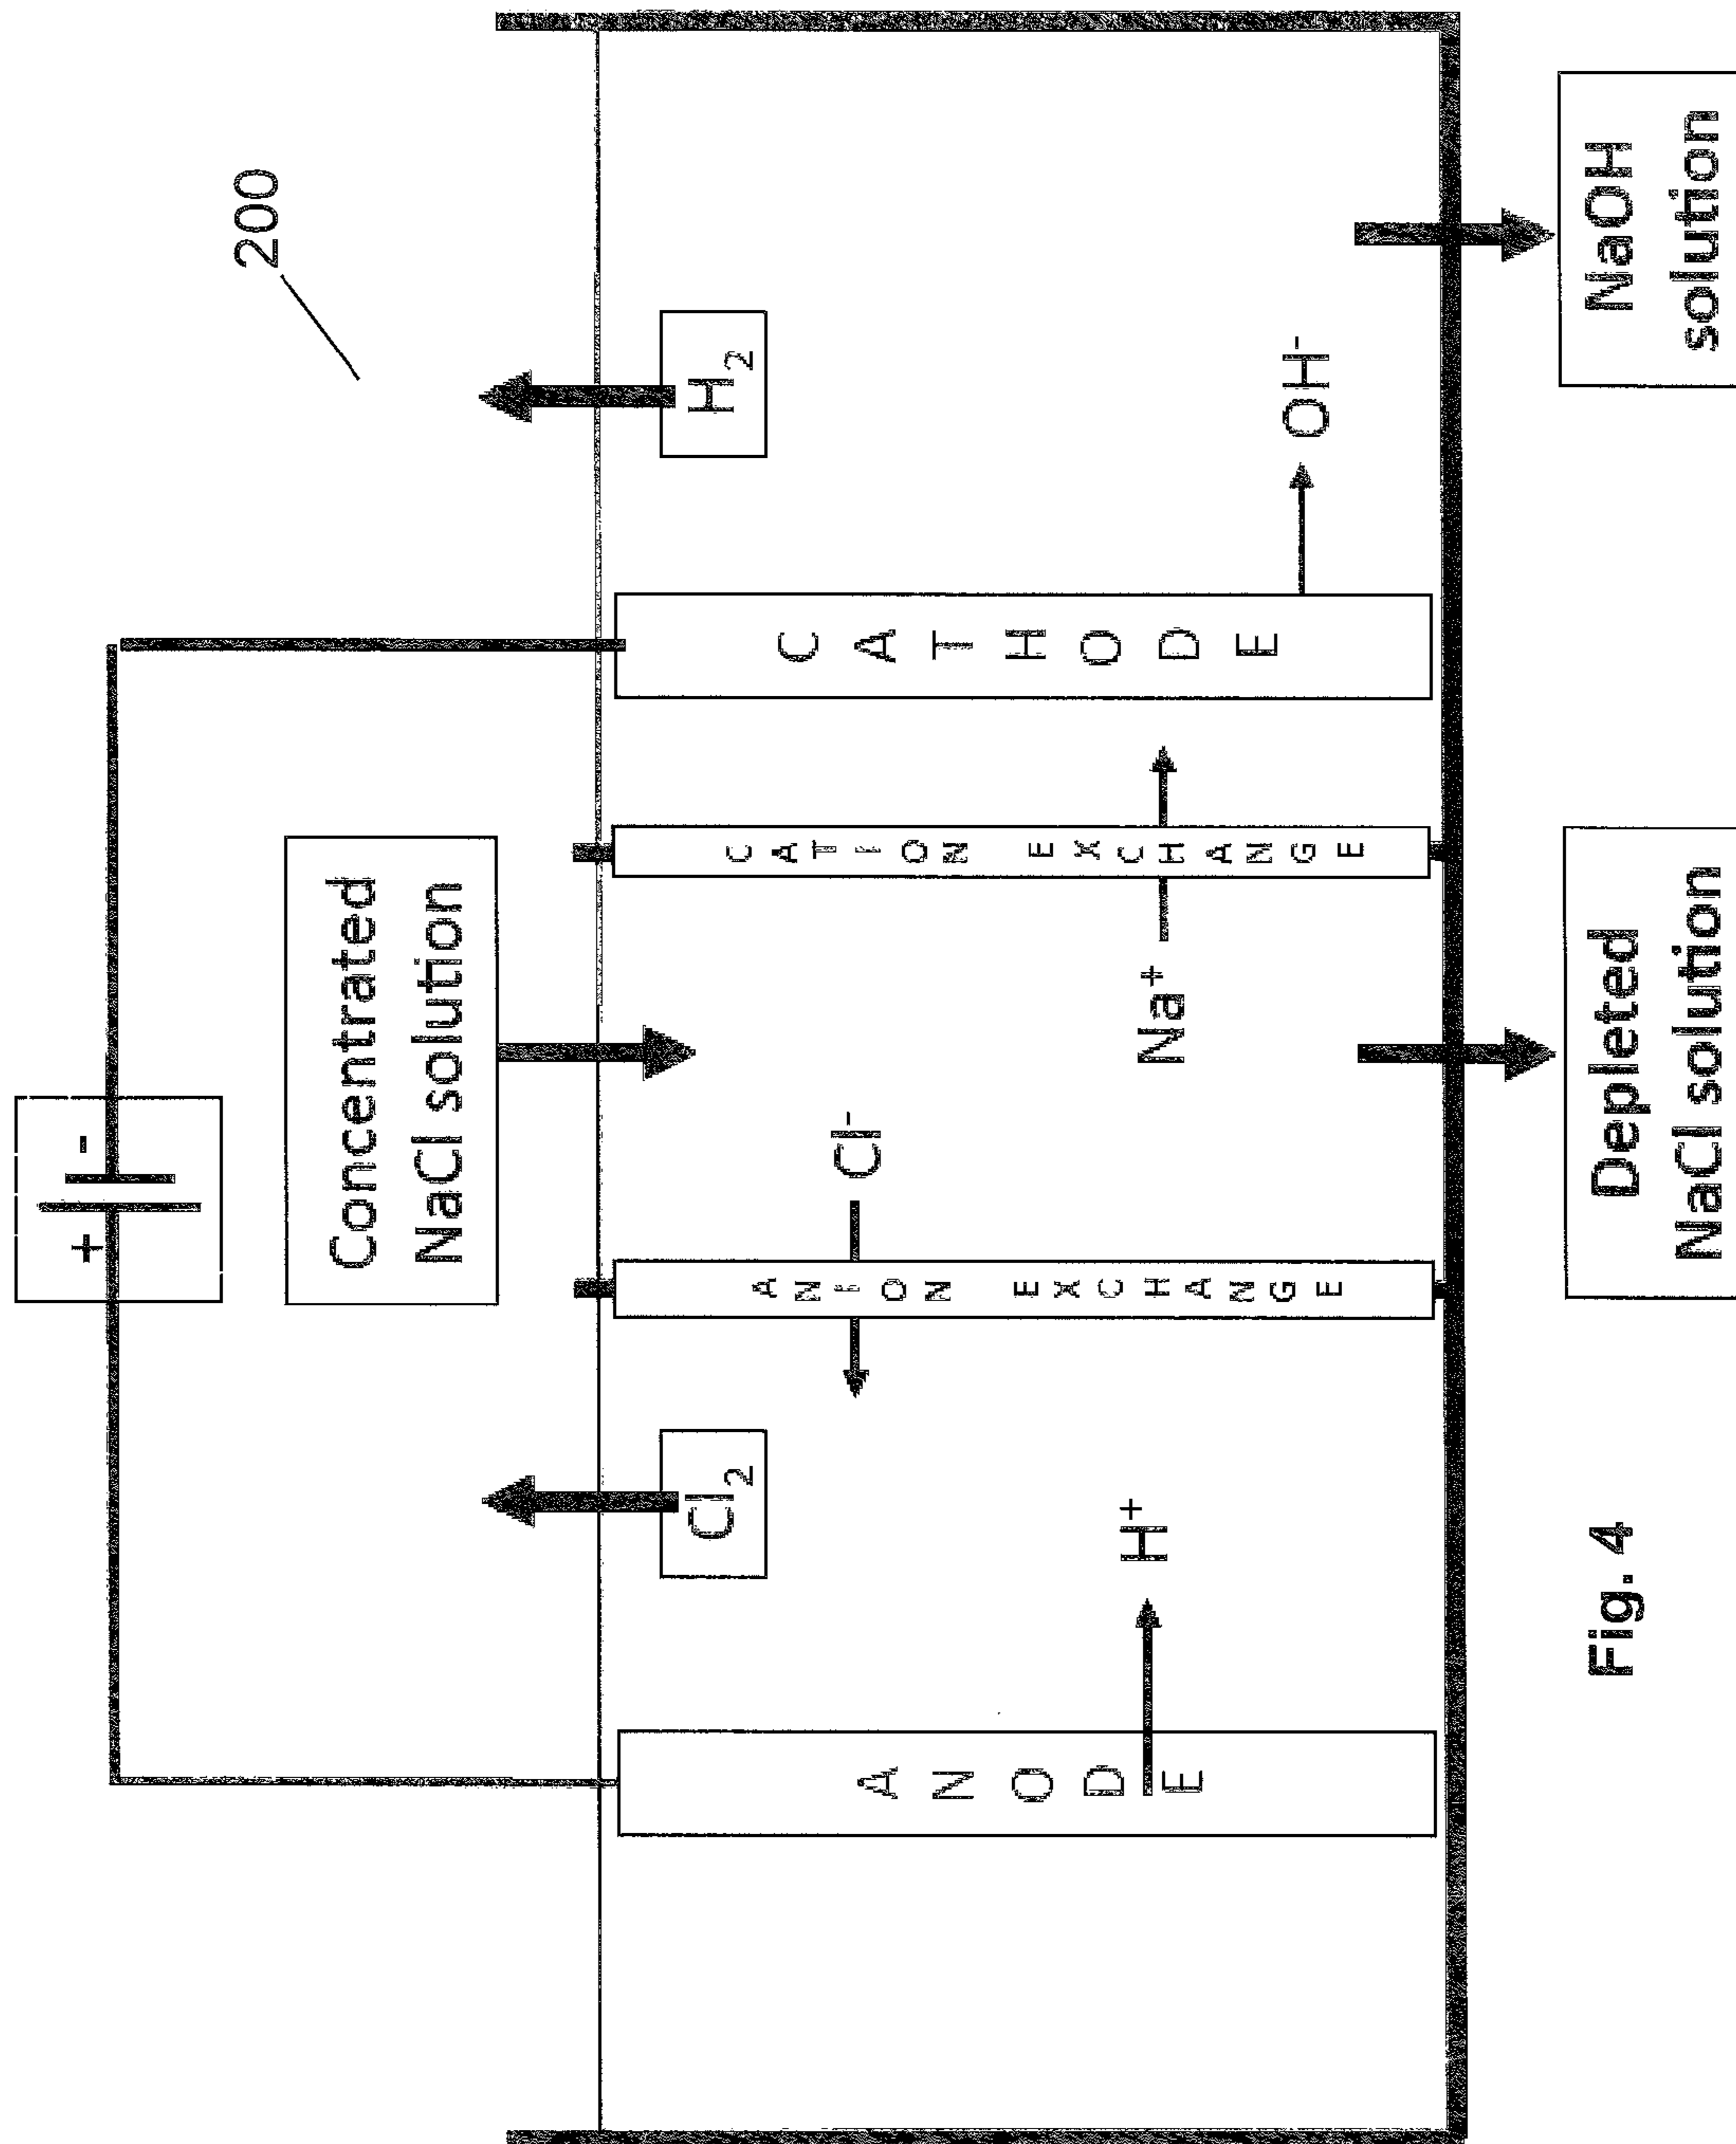 200
+ -
Concentrated
NaCl solution
Cl₂
H₂
ANODE
ANION EXCHANGE
CATION EXCHANGE
CATHODE
Cl⁻
H⁺
Na⁺
OH⁻
Depleted
NaCl solution
NaOH
solution
Fig. 4